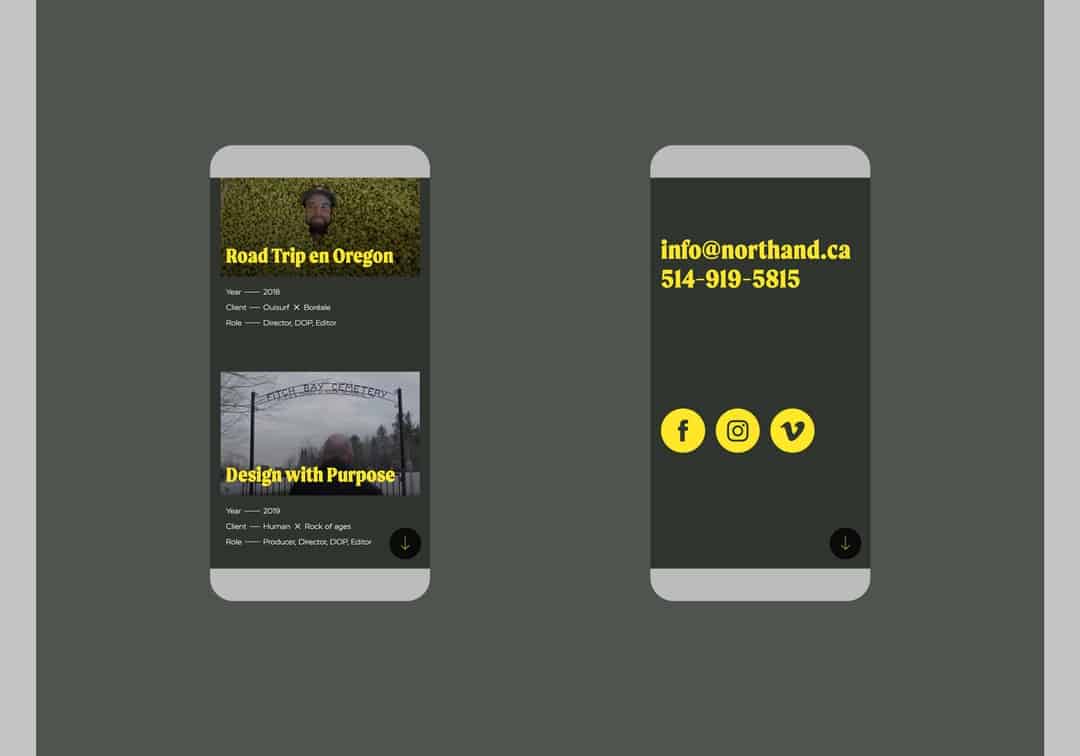 Road Trip en Oregon
Year — 2018
Client — Ouisurf ✕ Boréale
Role — Director, DOP, Editor
FITCH BAY CEMETERY
Design with Purpose
Year — 2019
Client — Human ✕ Rock of ages
Role — Producer, Director, DOP, Editor
info@northand.ca
514-919-5815